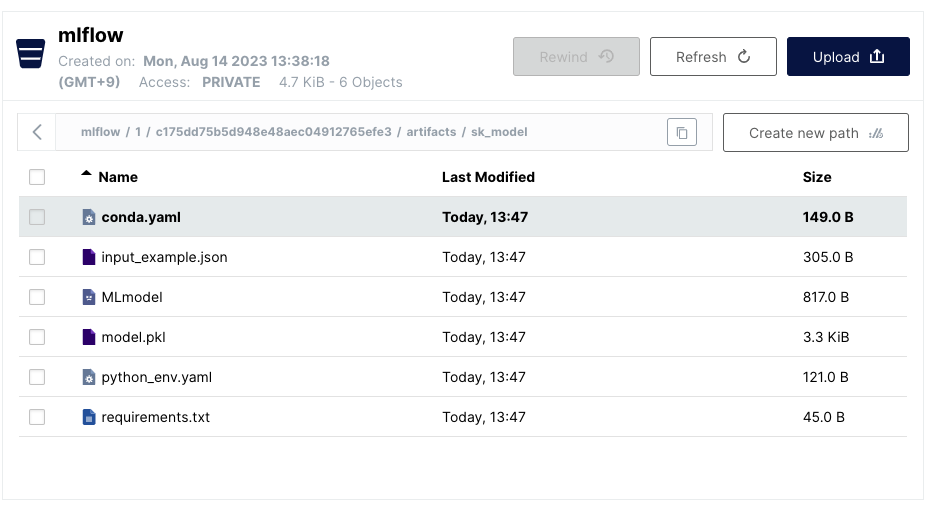 mlflow
Created on: Mon, Aug 14 2023 13:38:18
(GMT+9) Access: PRIVATE 4.7 KiB - 6 Objects
Rewind
Refresh
Upload
mlflow / 1 / c175dd75b5d948e48aec04912765efe3 / artifacts / sk_model
Create new path
Name Last Modified Size
conda.yaml Today, 13:47 149.0 B
input_example.json Today, 13:47 305.0 B
MLmodel Today, 13:47 817.0 B
model.pkl Today, 13:47 3.3 KiB
python_env.yaml Today, 13:47 121.0 B
requirements.txt Today, 13:47 45.0 B